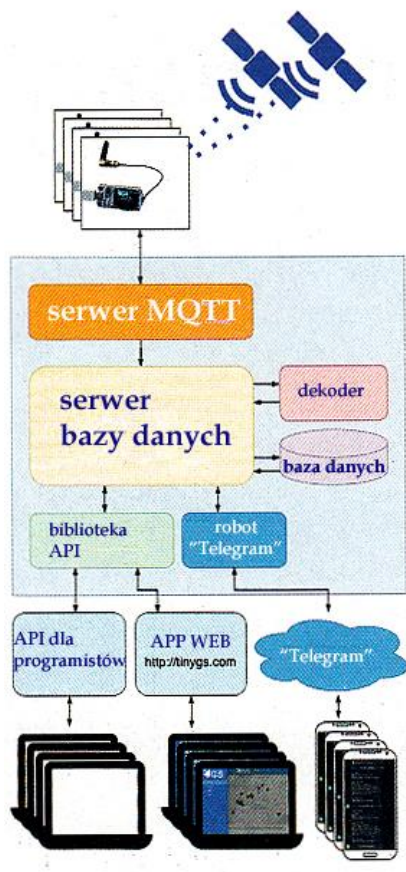 serwer MQTT
serwer
bazy danych
dekoder
baza danych
biblioteka
API
robot
“Telegram”
API dla
programistów
APP WEB
http://tinygs.com
“Telegram”
GS